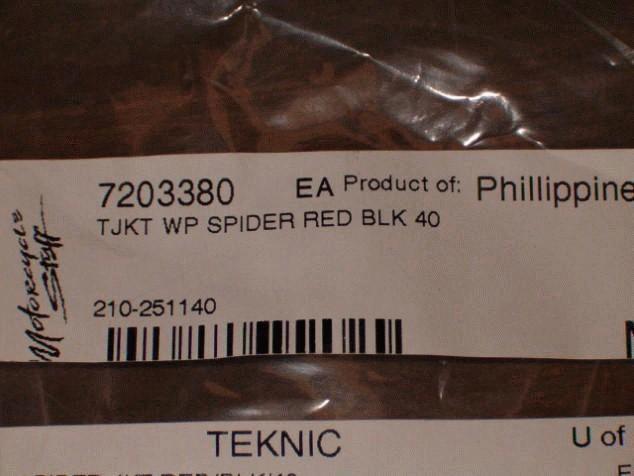 7203380 EA Product of: Phillippine
TJKT WP SPIDER RED BLK 40
Motorcycle Stuff
210-251140
TEKNIC
U of